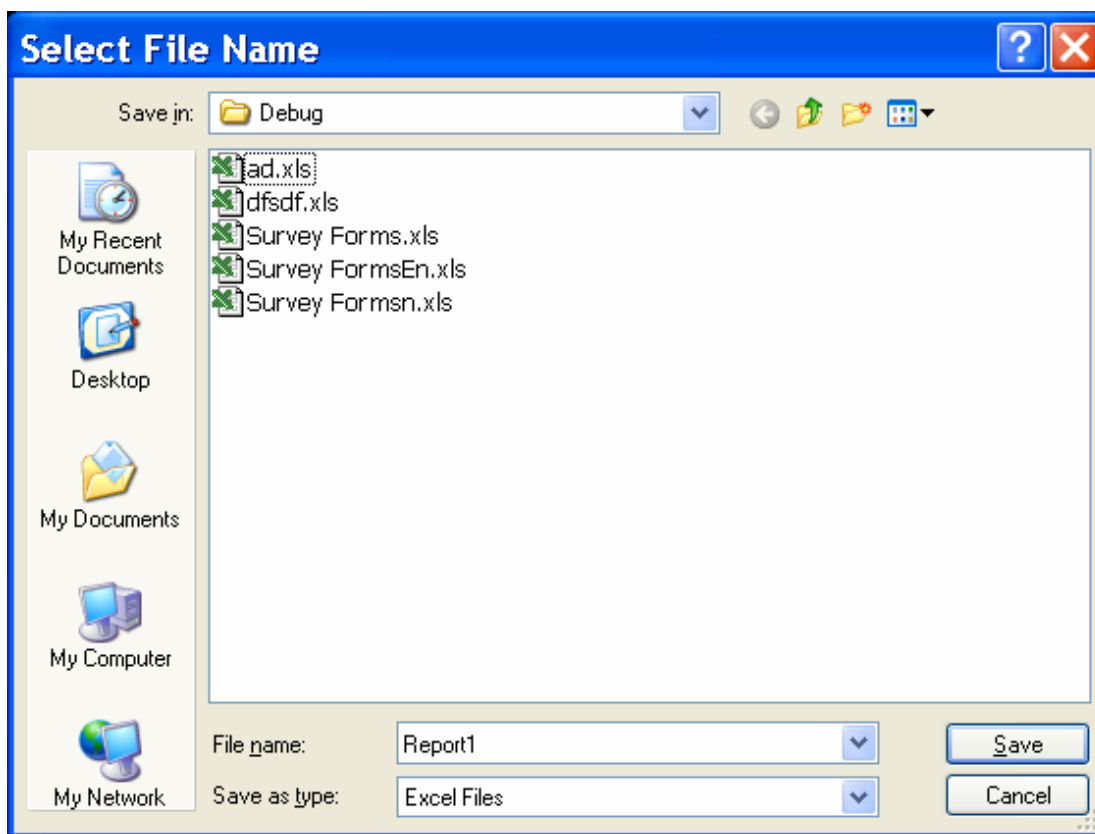 Select File Name
Save in:
Debug
My Recent
Documents
Desktop
My Documents
My Computer
My Network
ad.xls
dfsdf.xls
Survey Forms.xls
Survey FormsEn.xls
Survey Formsn.xls
File name:
Report1
Save
Save as type:
Excel Files
Cancel